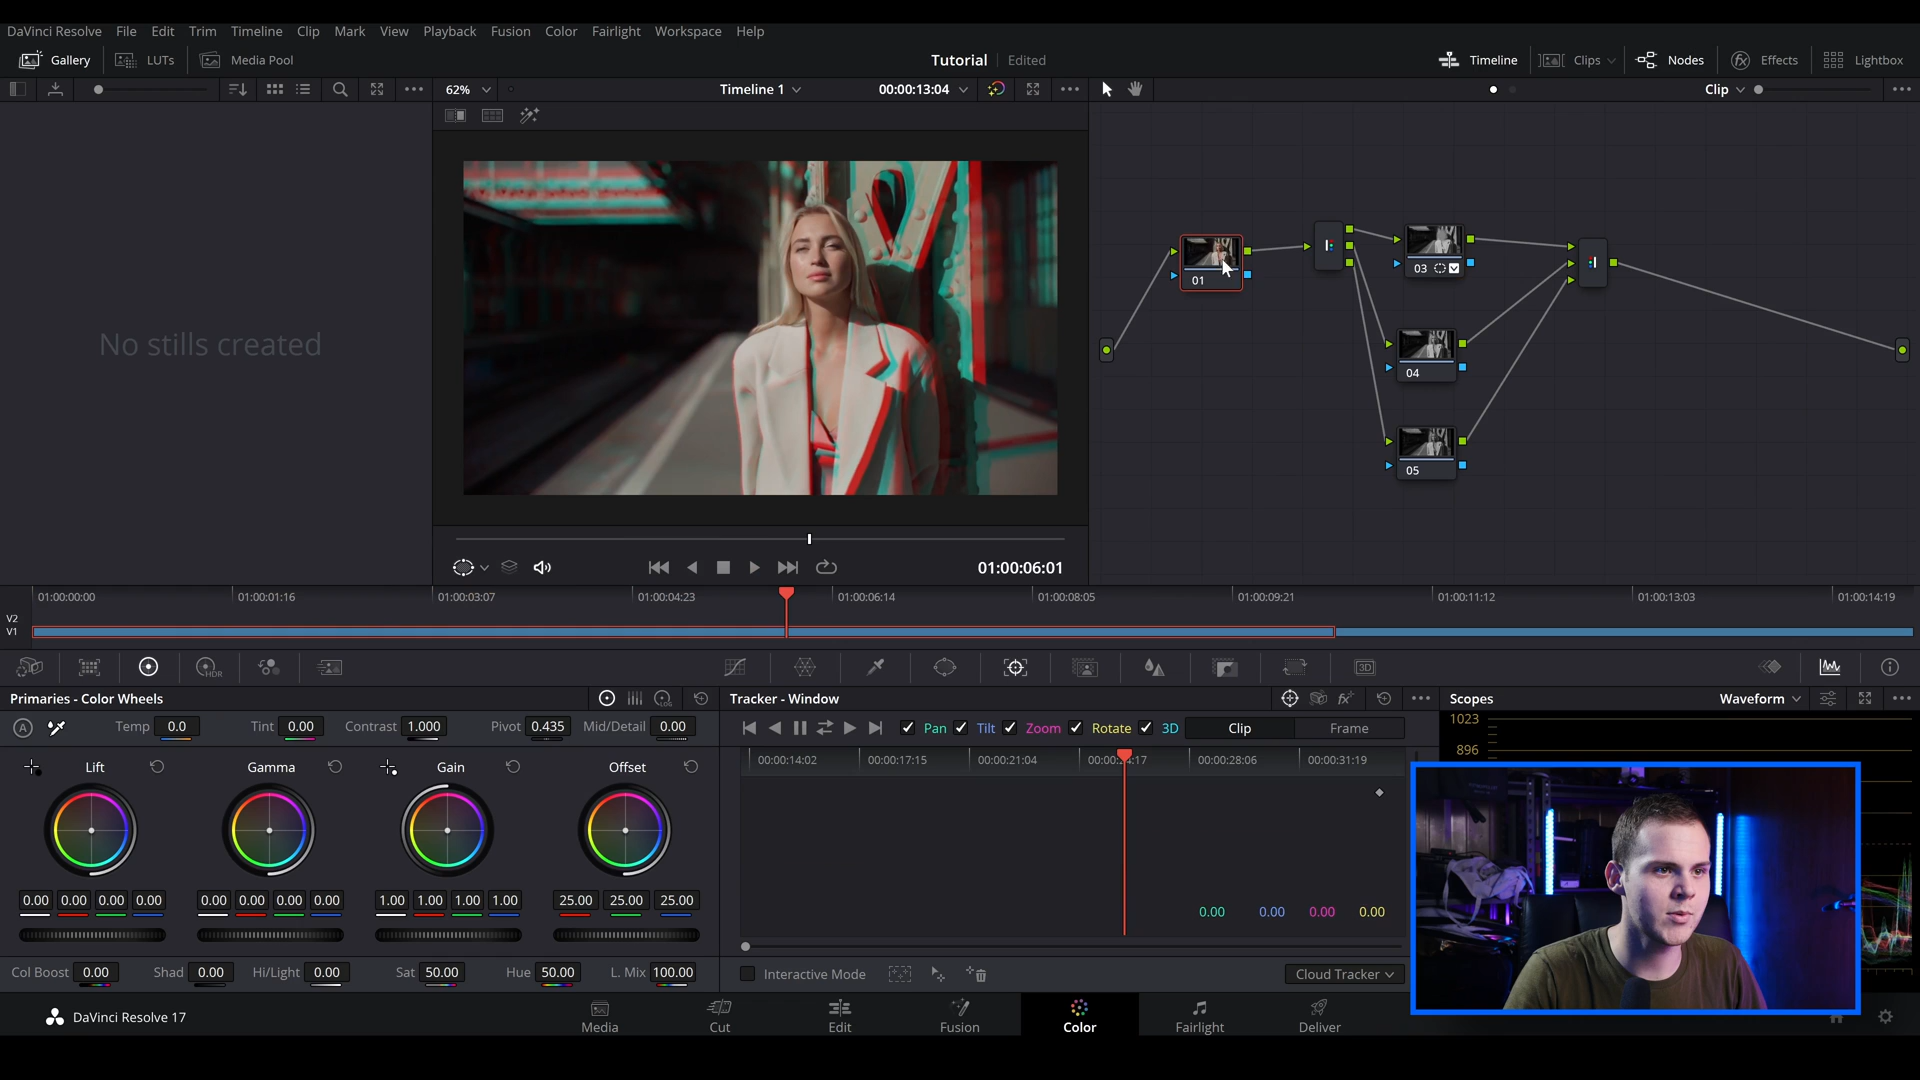 DaVinci Resolve File Edit Trim Timeline Clip Mark View Playback Fusion Color Fairlight Workspace Help
Gallery LUTs Media Pool Tutorial Edited Timeline Clips Nodes Effects Lightbox
62% Timeline 1 00:00:13:04 Clip
No stills created
01
03
04
05
01:00:06:01
01:00:00:00 01:00:01:16 01:00:03:07 01:00:04:23 01:00:06:14 01:00:08:05 01:00:09:21 01:00:11:12 01:00:13:03 01:00:14:19
V2
V1
HDR 3D
Primaries - Color Wheels LOG Tracker - Window fx Scopes Waveform
A Temp 0.0 Tint 0.00 Contrast 1.000 Pivot 0.435 Mid/Detail 0.00 Pan Tilt Zoom Rotate 3D Clip Frame
1023
896
Lift Gamma Gain Offset
00:00:14:02 00:00:17:15 00:00:21:04 :17 00:00:28:06 00:00:31:19
0.00 0.00 0.00 0.00 0.00 0.00 0.00 0.00 1.00 1.00 1.00 1.00 25.00 25.00 25.00
0.00 0.00 0.00 0.00
Col Boost 0.00 Shad 0.00 Hi/Light 0.00 Sat 50.00 Hue 50.00 L. Mix 100.00 Interactive Mode Cloud Tracker
DaVinci Resolve 17 Media Cut Edit Fusion Color Fairlight Deliver